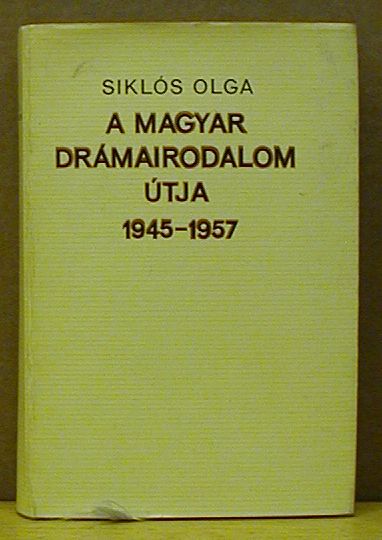 SIKLÓS OLGA
A MAGYAR
DRÁMAIRODALOM
ÚTJA
1945–1957